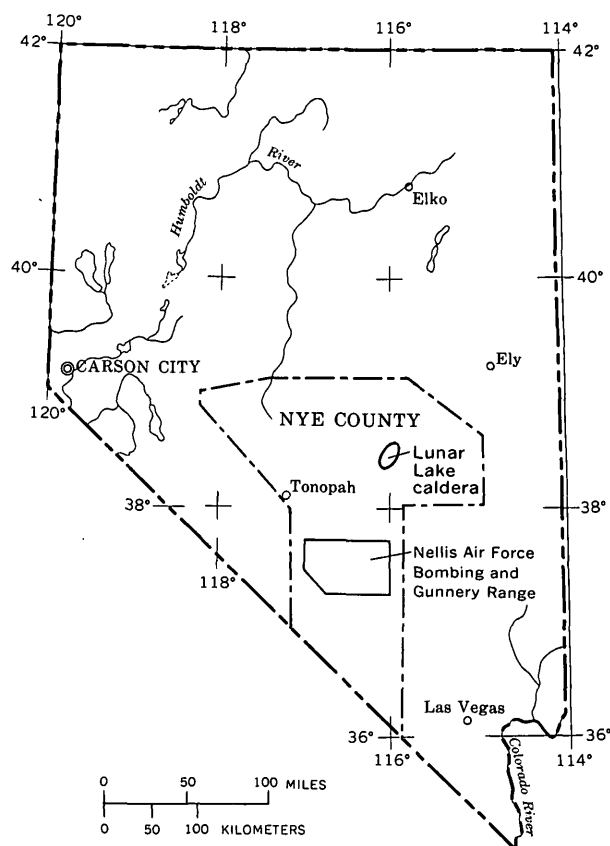 120°
118°
116°
114°
42°
42°
Humboldt
River
Elko
40°
40°
Ely
CARSON CITY
120°
NYE COUNTY
Lunar
Lake
caldera
Tonopah
38°
38°
118°
Nellis Air Force
Bombing and
Gunnery Range
Las Vegas
36°
36°
116°
114°
Colorado River
0 50 100 MILES
0 50 100 KILOMETERS